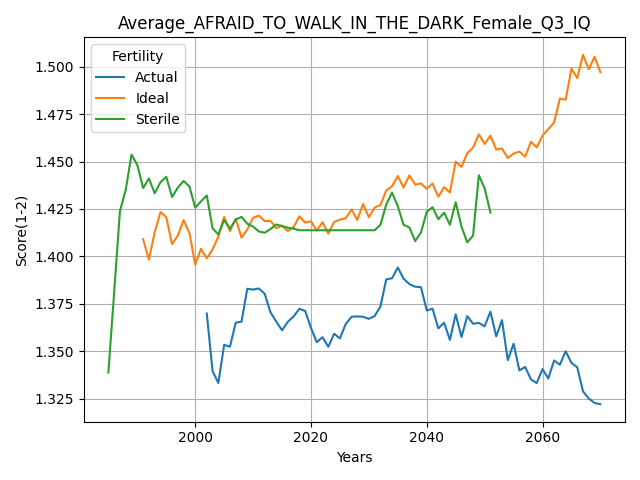 Average_AFRAID_TO_WALK_IN_THE_DARK_Female_Q3_IQ
Fertility
Actual
Ideal
Sterile
Score(1-2)
1.500
1.475
1.450
1.425
1.400
1.375
1.350
1.325
2000 2020 2040 2060
Years